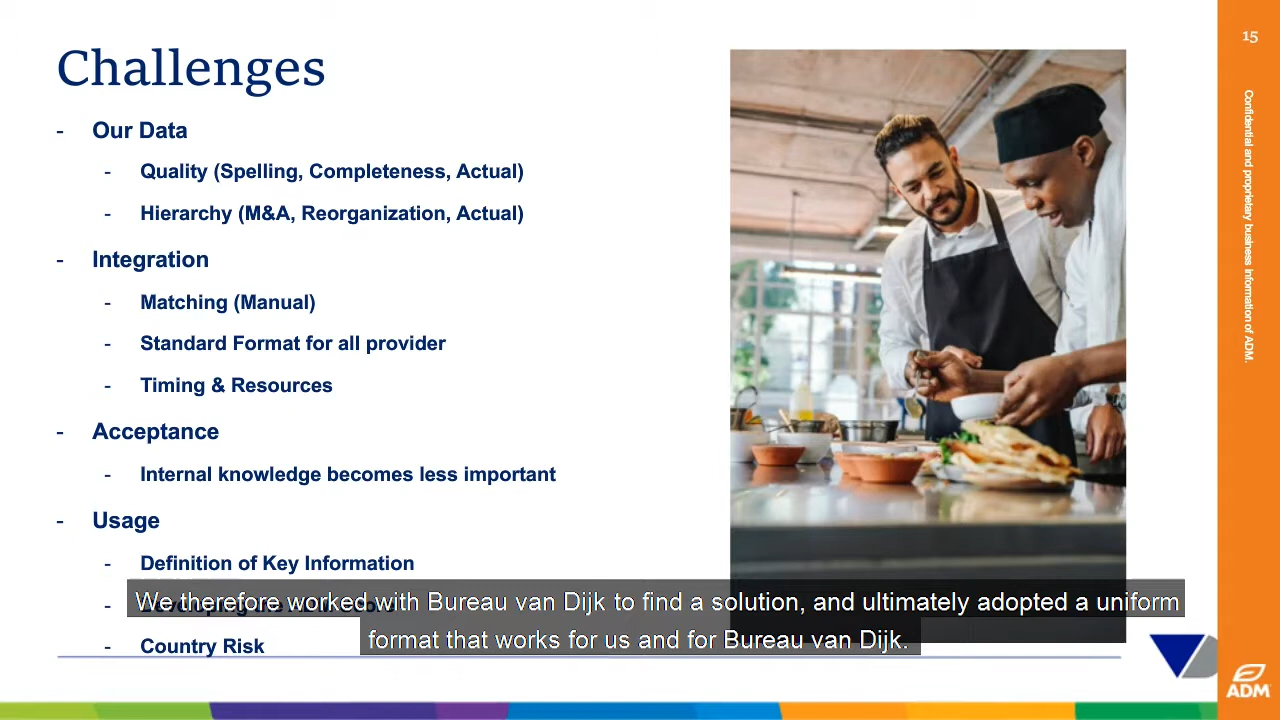 Challenges
- Our Data
- Quality (Spelling, Completeness, Actual)
- Hierarchy (M&A, Reorganization, Actual)
- Integration
- Matching (Manual)
- Standard Format for all provider
- Timing & Resources
- Acceptance
- Internal knowledge becomes less important
- Usage
- Definition of Key Information
-
- Country Risk
We therefore worked with Bureau van Dijk to find a solution, and ultimately adopted a uniform
format that works for us and for Bureau van Dijk.
15
Confidential and proprietary business information of ADM.
ADM